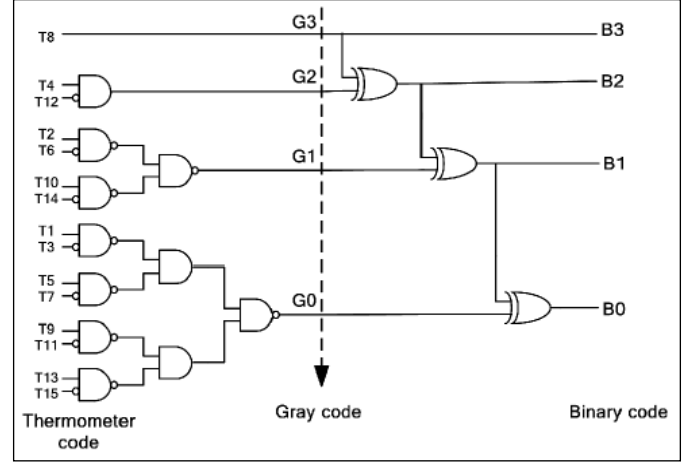 T8
G3
B3
T4
T12
G2
B2
T2
T6
T10
T14
G1
B1
T1
T3
T5
T7
G0
B0
T9
T11
T13
T15
Thermometer
code
Gray code
Binary code